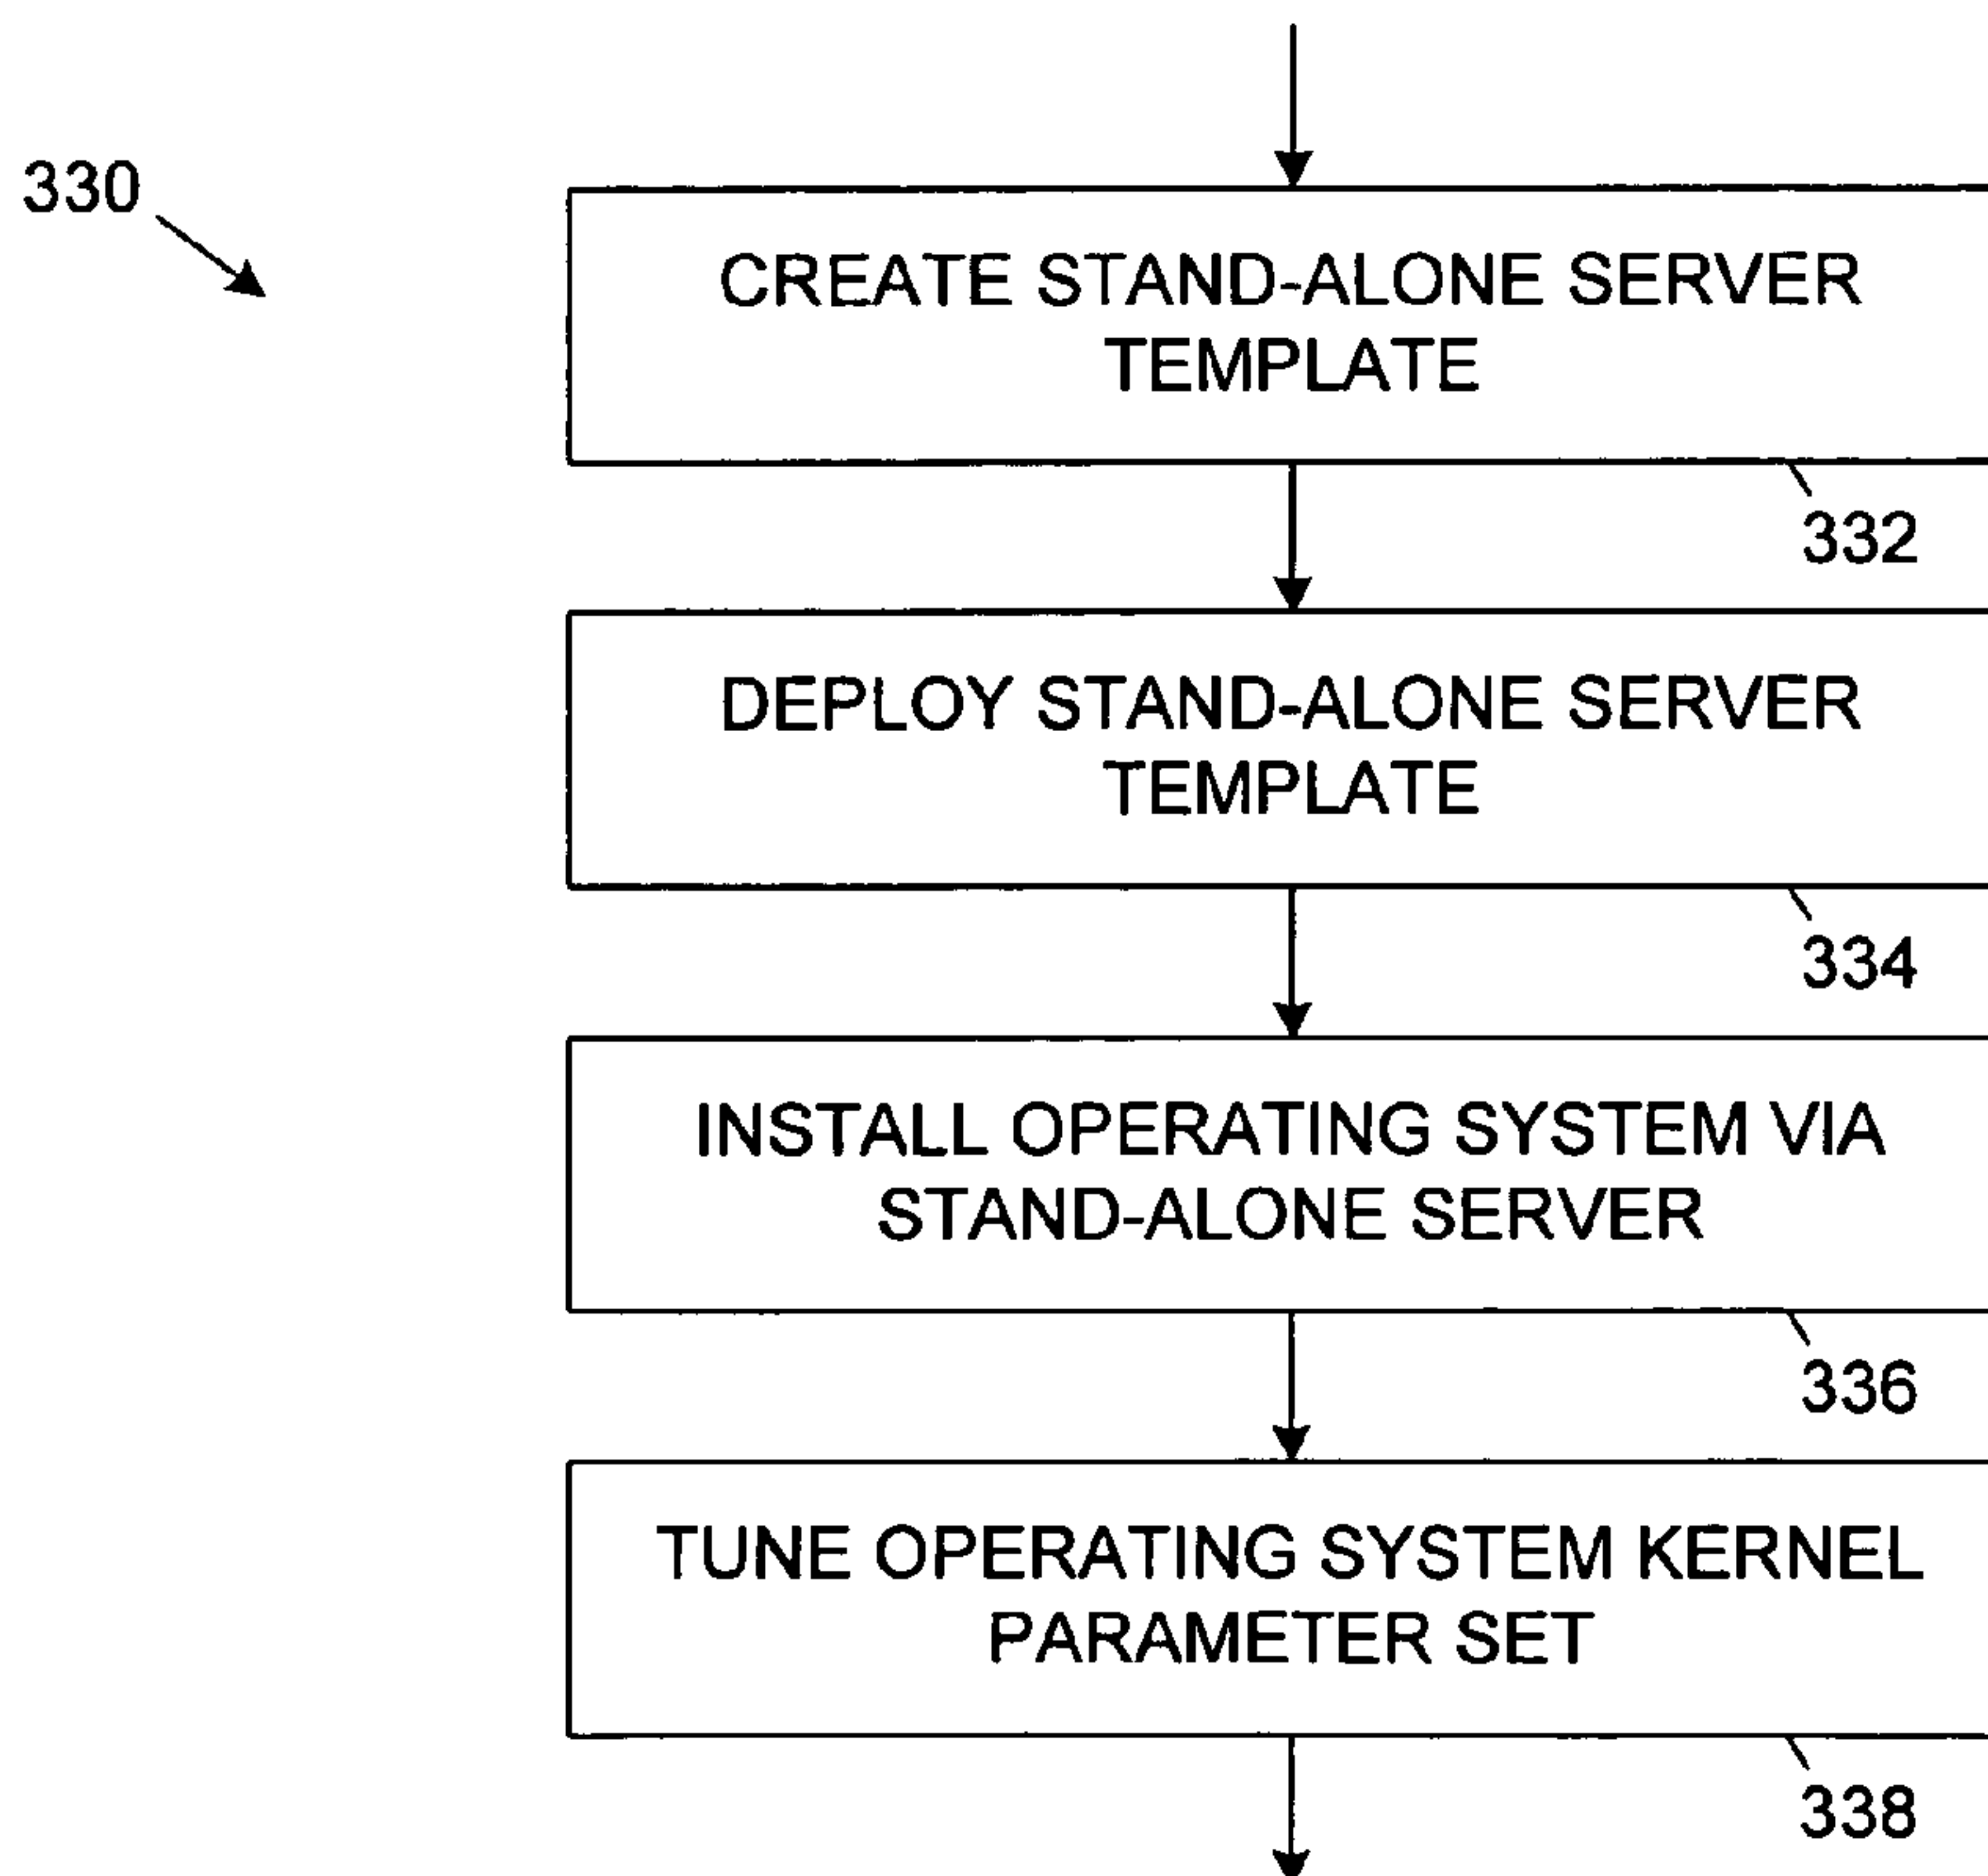 330
CREATE STAND-ALONE SERVER
TEMPLATE
332
DEPLOY STAND-ALONE SERVER
TEMPLATE
334
INSTALL OPERATING SYSTEM VIA
STAND-ALONE SERVER
336
TUNE OPERATING SYSTEM KERNEL
PARAMETER SET
338